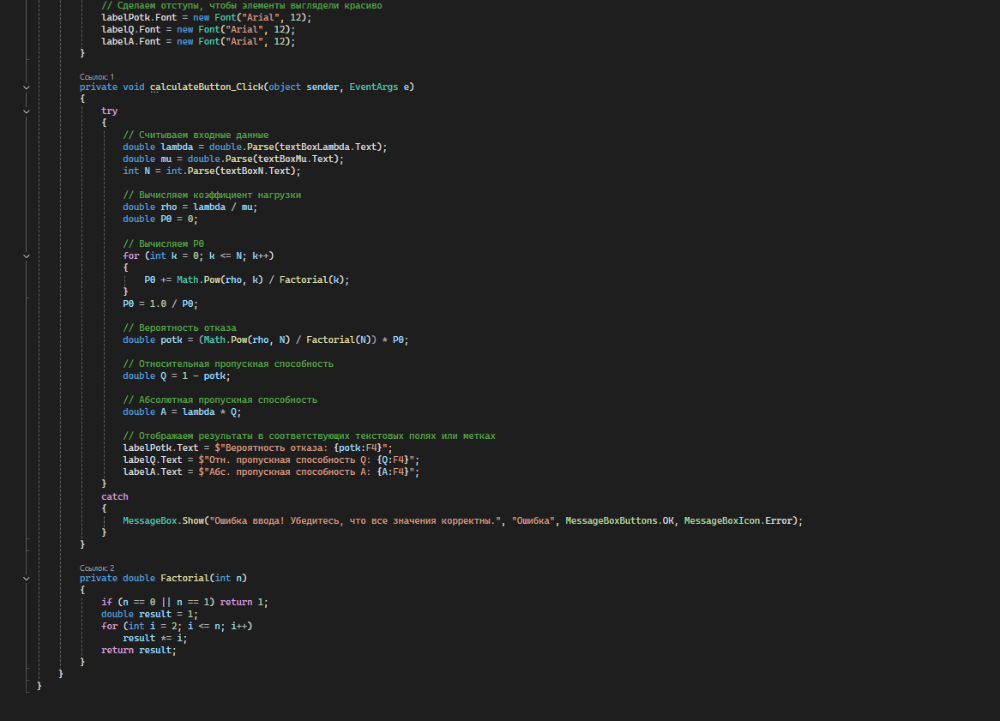 // Сделаем отступы, чтобы элементы выглядели красиво
labelPotk.Font = new Font("Arial", 12);
labelQ.Font = new Font("Arial", 12);
labelA.Font = new Font("Arial", 12);
}
Ссылок: 1
private void calculateButton_Click(object sender, EventArgs e)
{
try
{
// Считываем входные данные
double lambda = double.Parse(textBoxLambda.Text);
double mu = double.Parse(textBoxMu.Text);
int N = int.Parse(textBoxN.Text);
// Вычисляем коэффициент нагрузки
double rho = lambda / mu;
double P0 = 0;
// Вычисляем P0
for (int k = 0; k <= N; k++)
{
P0 += Math.Pow(rho, k) / Factorial(k);
}
P0 = 1.0 / P0;
// Вероятность отказа
double potk = (Math.Pow(rho, N) / Factorial(N)) * P0;
// Относительная пропускная способность
double Q = 1 - potk;
// Абсолютная пропускная способность
double A = lambda * Q;
// Отображаем результаты в соответствующих текстовых полях или метках
labelPotk.Text = $"Вероятность отказа: {potk:F4}";
labelQ.Text = $"Отн. пропускная способность Q: {Q:F4}";
labelA.Text = $"Абс. пропускная способность A: {A:F4}";
}
catch
{
MessageBox.Show("Ошибка ввода! Убедитесь, что все значения корректны.", "Ошибка", MessageBoxButtons.OK, MessageBoxIcon.Error);
}
}
Ссылок: 2
private double Factorial(int n)
{
if (n == 0 || n == 1) return 1;
double result = 1;
for (int i = 2; i <= n; i++)
result *= i;
return result;
}
}
}